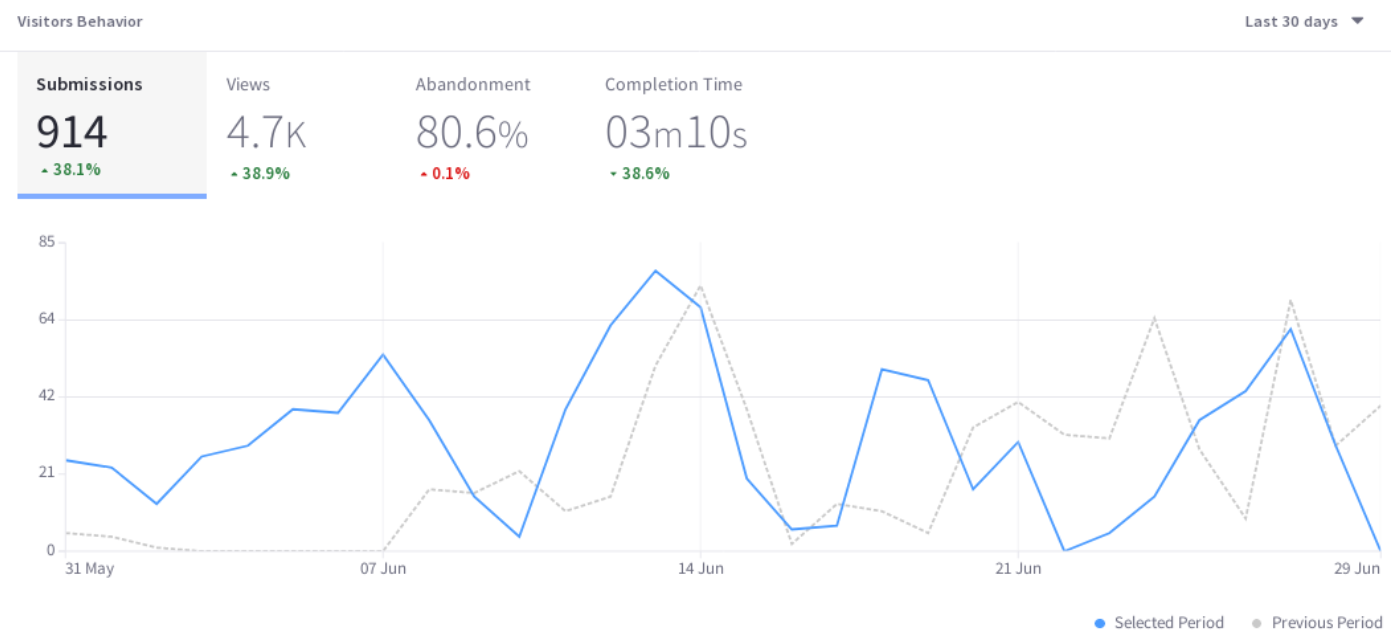 Visitors Behavior Last 30 days
Submissions Views Abandonment Completion Time
914 4.7K 80.6% 03m10s
38.1% 38.9% 0.1% 38.6%
85
64
42
21
0
31 May 07 Jun 14 Jun 21 Jun 29 Jun
Selected Period Previous Period